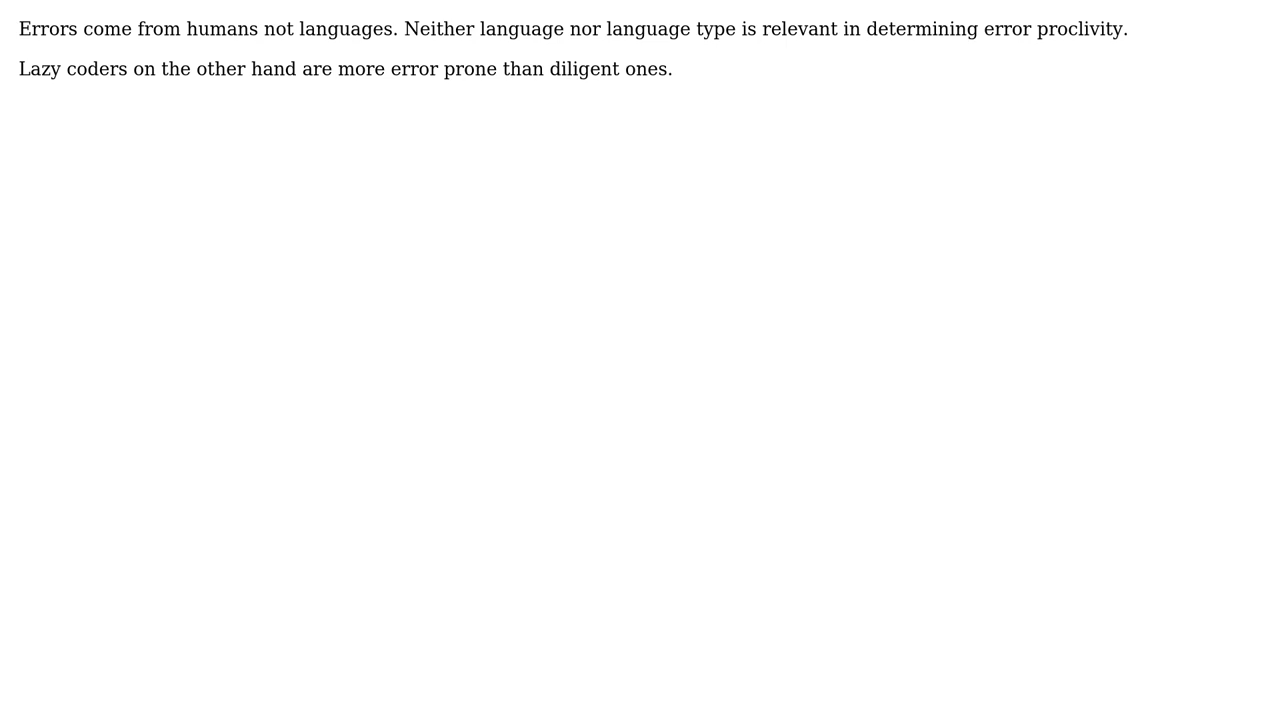 Errors come from humans not languages. Neither language nor language type is relevant in determining error proclivity.
Lazy coders on the other hand are more error prone than diligent ones.